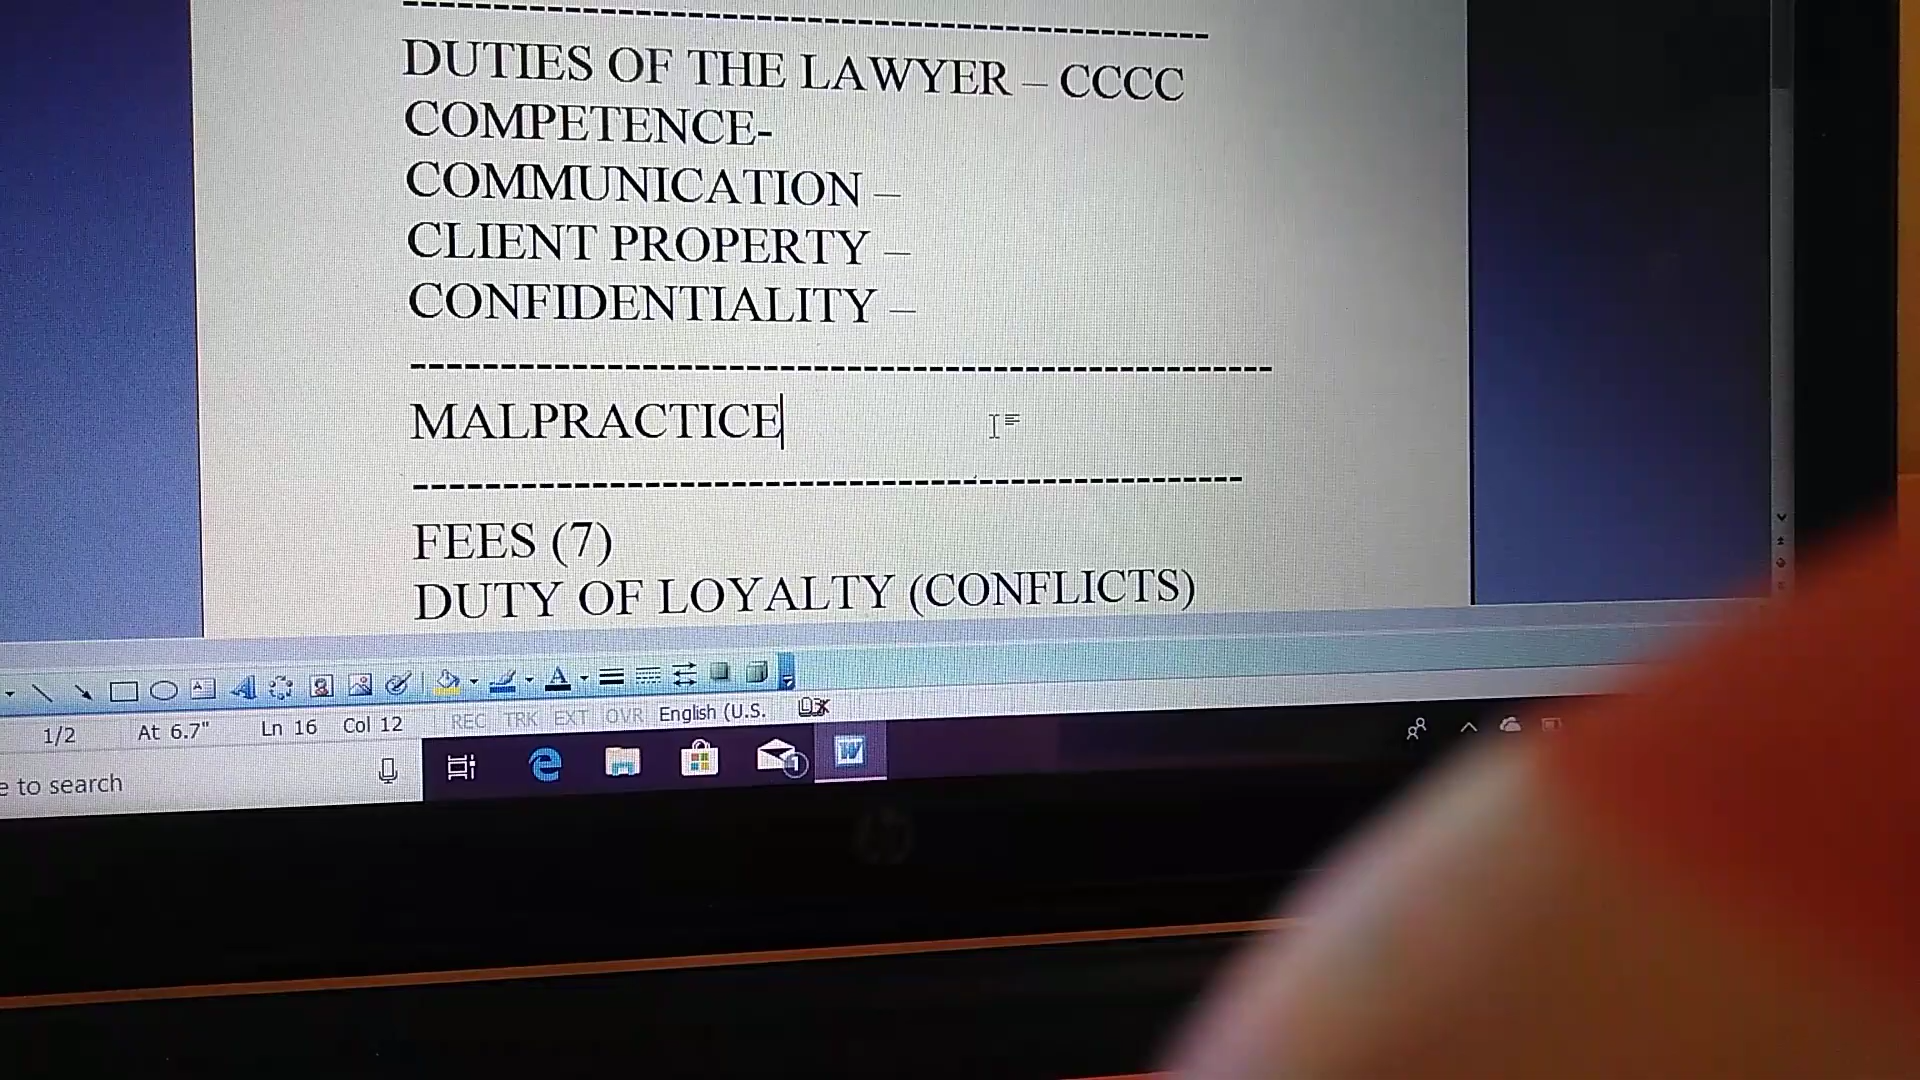 ------------------------------------------------------
DUTIES OF THE LAWYER – CCCC
COMPETENCE-
COMMUNICATION –
CLIENT PROPERTY –
CONFIDENTIALITY –
---------------------------------------------------------
MALPRACTICE
-------------------------------------------------------
FEES (7)
DUTY OF LOYALTY (CONFLICTS)
1/2 At 6.7" Ln 16 Col 12 REC TRK EXT OVR English (U.S.
e to search